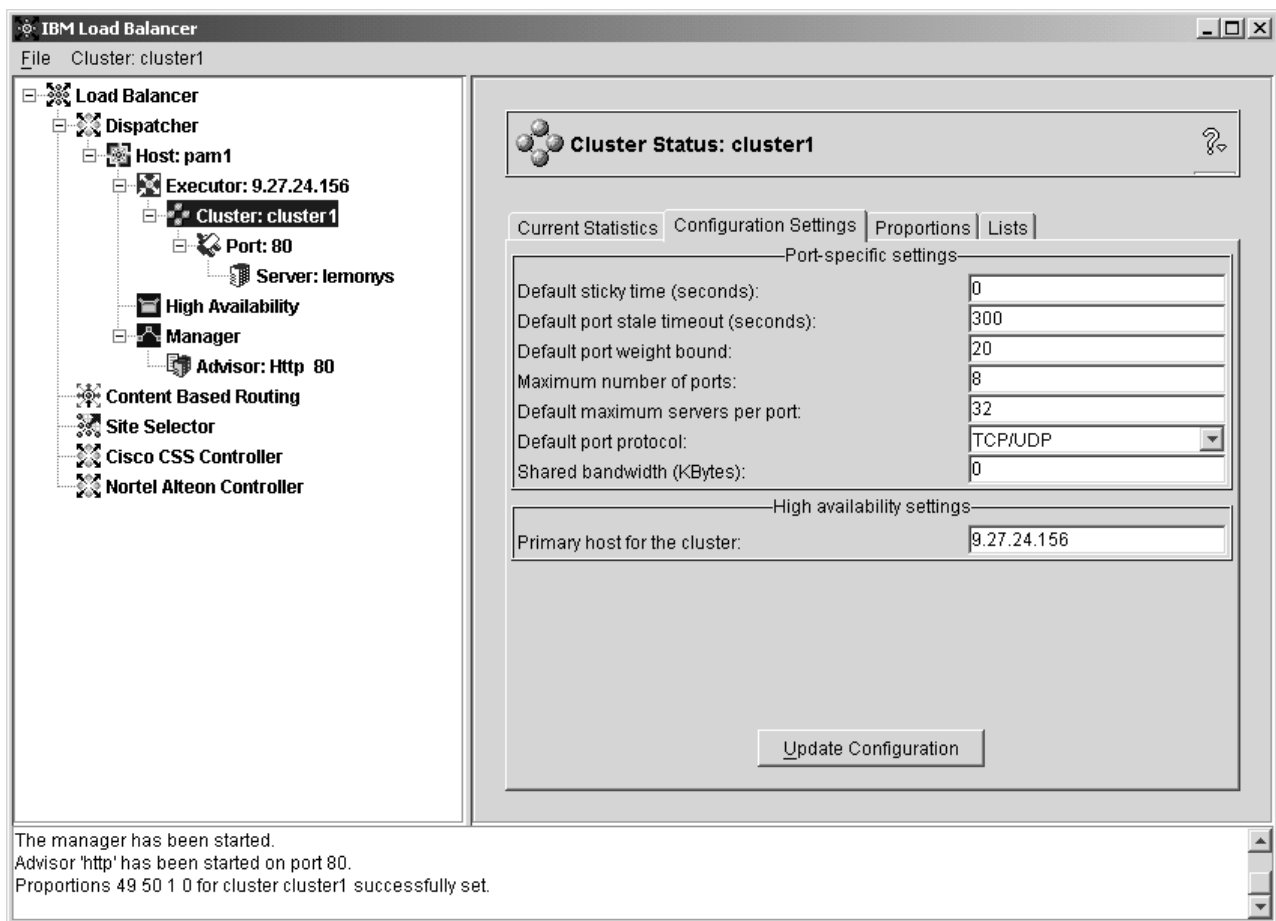 IBM Load Balancer
File Cluster: cluster1
Load Balancer
Dispatcher
Host: pam1
Executor: 9.27.24.156
Cluster: cluster1
Port: 80
Server: lemonys
High Availability
Manager
Advisor: Http 80
Content Based Routing
Site Selector
Cisco CSS Controller
Nortel Alteon Controller
Cluster Status: cluster1
?
Current Statistics Configuration Settings Proportions Lists
Port-specific settings
Default sticky time (seconds): 0
Default port stale timeout (seconds): 300
Default port weight bound: 20
Maximum number of ports: 8
Default maximum servers per port: 32
Default port protocol: TCP/UDP
Shared bandwidth (KBytes): 0
High availability settings
Primary host for the cluster: 9.27.24.156
Update Configuration
The manager has been started.
Advisor 'http' has been started on port 80.
Proportions 49 50 1 0 for cluster cluster1 successfully set.